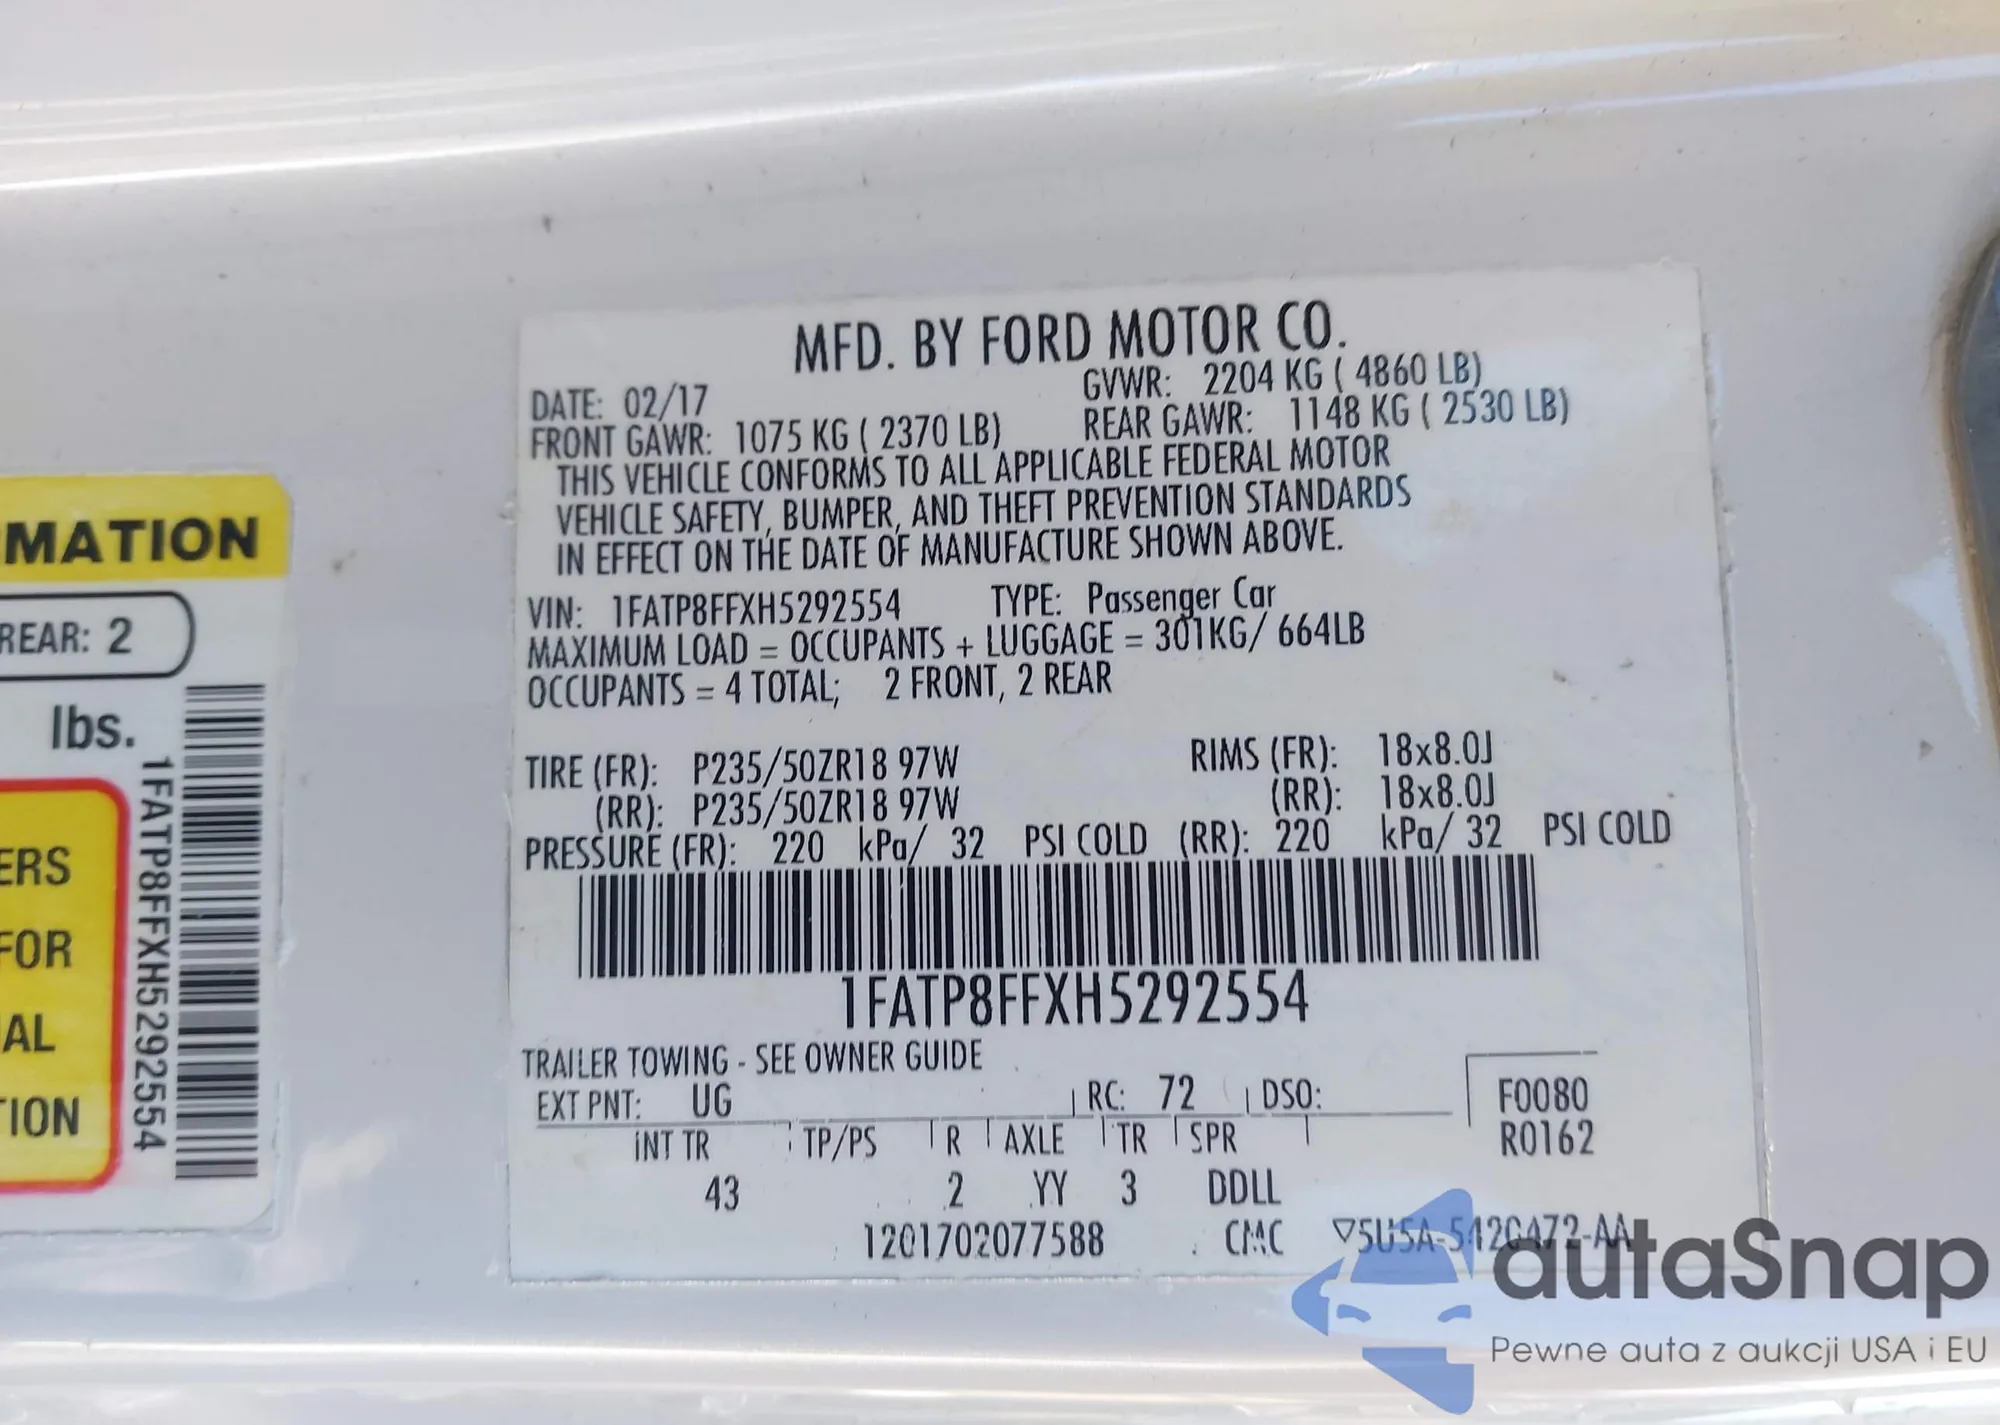 MATION
REAR: 2
lbs.
ERS
FOR
AL
TION
1FATP8FFXH5292554
MFD. BY FORD MOTOR CO.
DATE: 02/17 GVWR: 2204 KG ( 4860 LB)
FRONT GAWR: 1075 KG ( 2370 LB) REAR GAWR: 1148 KG ( 2530 LB)
THIS VEHICLE CONFORMS TO ALL APPLICABLE FEDERAL MOTOR
VEHICLE SAFETY, BUMPER, AND THEFT PREVENTION STANDARDS
IN EFFECT ON THE DATE OF MANUFACTURE SHOWN ABOVE.
VIN: 1FATP8FFXH5292554 TYPE: Passenger Car
MAXIMUM LOAD = OCCUPANTS + LUGGAGE = 301KG/ 664LB
OCCUPANTS = 4 TOTAL; 2 FRONT, 2 REAR
TIRE (FR): P235/50ZR18 97W RIMS (FR): 18x8.0J
(RR): P235/50ZR18 97W (RR): 18x8.0J
PRESSURE (FR): 220 kPa/ 32 PSI COLD (RR): 220 kPa/ 32 PSI COLD
1FATP8FFXH5292554
TRAILER TOWING - SEE OWNER GUIDE
EXT PNT: UG RC: 72 DSO: F0080
R0162
INT TR TP/PS R AXLE TR SPR
43 2 YY 3 DDLL
1201702077588 CMC
autaSnap
Pewne auta z aukcji USA i EU